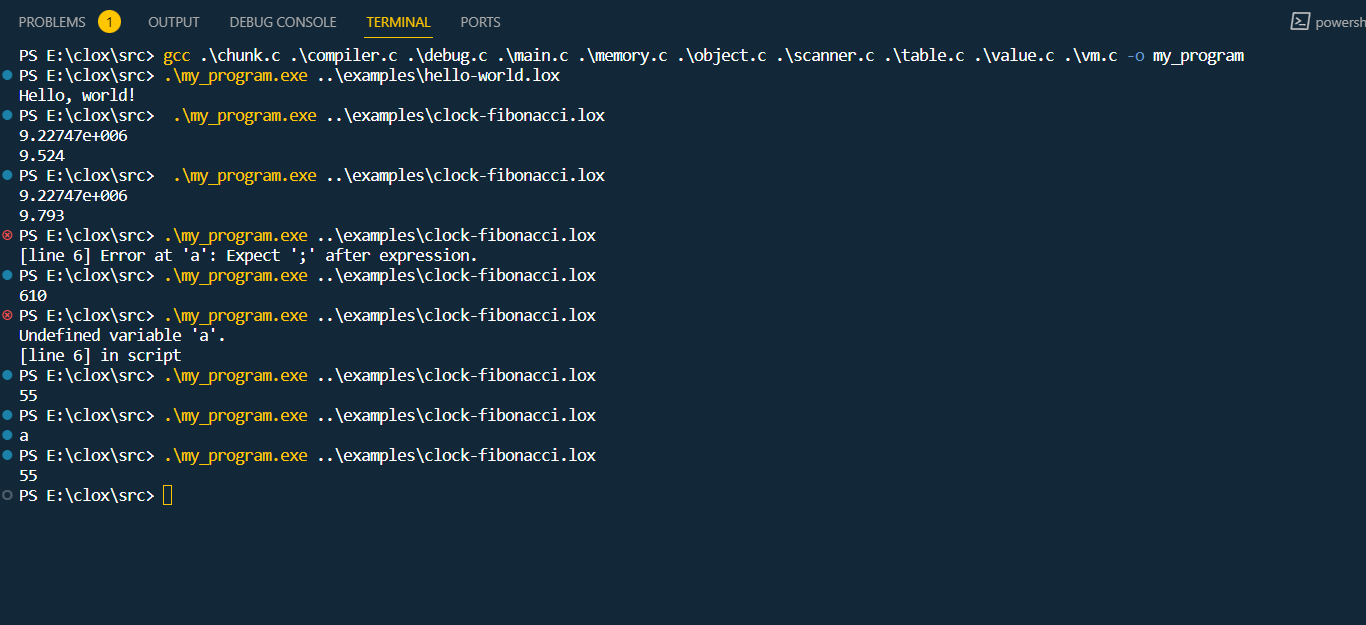 PROBLEMS 1 OUTPUT DEBUG CONSOLE TERMINAL PORTS powersh
PS E:\clox\src> gcc .\chunk.c .\compiler.c .\debug.c .\main.c .\memory.c .\object.c .\scanner.c .\table.c .\value.c .\vm.c -o my_program
PS E:\clox\src> .\my_program.exe ..\examples\hello-world.lox
Hello, world!
PS E:\clox\src>  .\my_program.exe ..\examples\clock-fibonacci.lox
9.22747e+006
9.524
PS E:\clox\src>  .\my_program.exe ..\examples\clock-fibonacci.lox
9.22747e+006
9.793
PS E:\clox\src> .\my_program.exe ..\examples\clock-fibonacci.lox
[line 6] Error at 'a': Expect ';' after expression.
PS E:\clox\src> .\my_program.exe ..\examples\clock-fibonacci.lox
610
PS E:\clox\src> .\my_program.exe ..\examples\clock-fibonacci.lox
Undefined variable 'a'.
[line 6] in script
PS E:\clox\src> .\my_program.exe ..\examples\clock-fibonacci.lox
55
PS E:\clox\src> .\my_program.exe ..\examples\clock-fibonacci.lox
a
PS E:\clox\src> .\my_program.exe ..\examples\clock-fibonacci.lox
55
PS E:\clox\src>